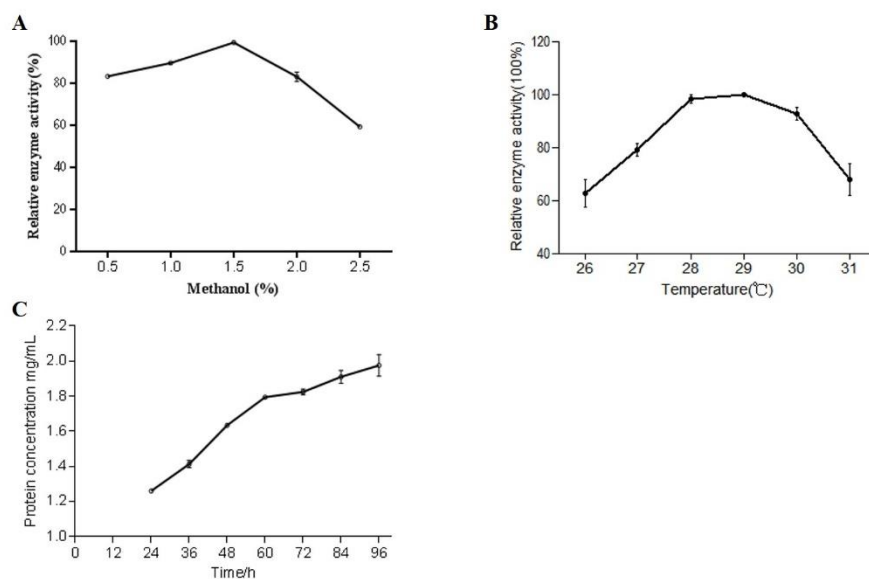 A
Relative enzyme activity (%)
100
80
60
40
20
0
0.5 1.0 1.5 2.0 2.5
Methanol (%)
B
Relative enzyme activity(100%)
120
100
80
60
40
26 27 28 29 30 31
Temperature(℃)
C
Protein concentration mg/mL
2.2
2.0
1.8
1.6
1.4
1.2
1.0
0 12 24 36 48 60 72 84 96
Time/h